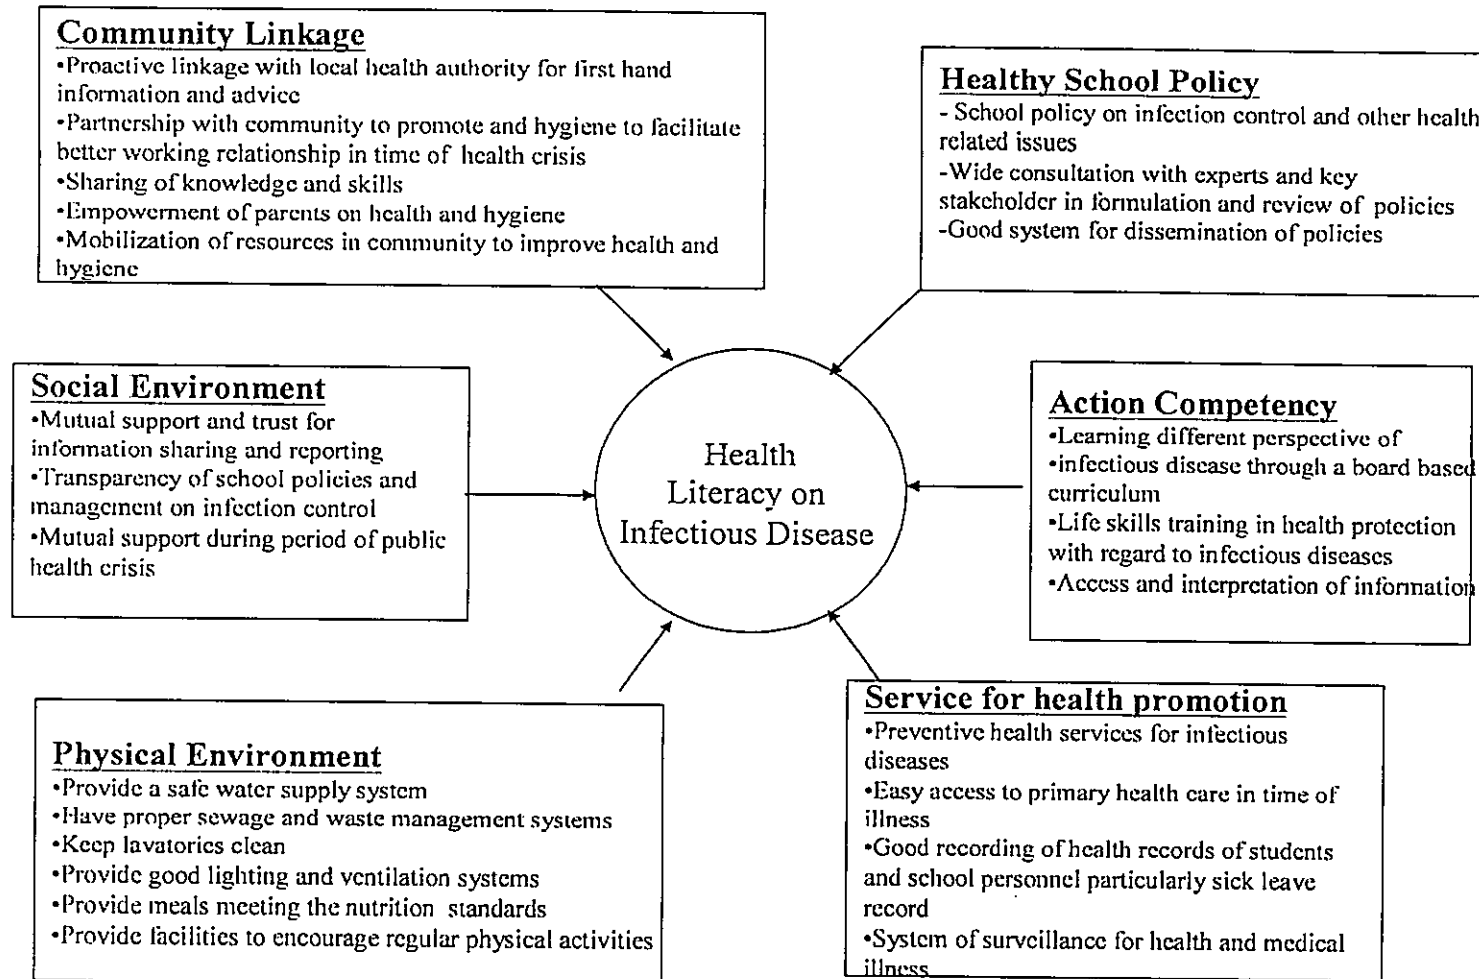 Community Linkage
•Proactive linkage with local health authority for first hand
information and advice
•Partnership with community to promote and hygiene to facilitate
better working relationship in time of health crisis
•Sharing of knowledge and skills
•Empowerment of parents on health and hygiene
•Mobilization of resources in community to improve health and
hygiene
Healthy School Policy
- School policy on infection control and other health
related issues
-Wide consultation with experts and key
stakeholder in formulation and review of policies
-Good system for dissemination of policies
Social Environment
•Mutual support and trust for
information sharing and reporting
•Transparency of school policies and
management on infection control
•Mutual support during period of public
health crisis
Health
Literacy on
Infectious Disease
Action Competency
•Learning different perspective of
•infectious disease through a board based
curriculum
•Life skills training in health protection
with regard to infectious diseases
•Access and interpretation of information
Physical Environment
•Provide a safe water supply system
•Have proper sewage and waste management systems
•Keep lavatories clean
•Provide good lighting and ventilation systems
•Provide meals meeting the nutrition standards
•Provide facilities to encourage regular physical activities
Service for health promotion
•Preventive health services for infectious
diseases
•Easy access to primary health care in time of
illness
•Good recording of health records of students
and school personnel particularly sick leave
record
•System of surveillance for health and medical
illness